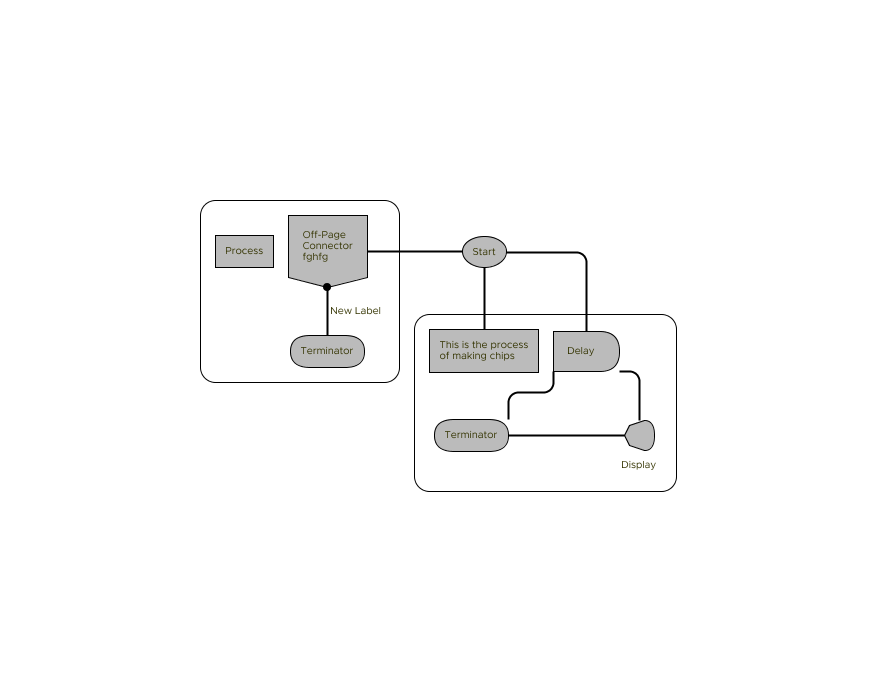 Process
Off-Page
Connector
fghfg
Start
New Label
Terminator
This is the process
of making chips
Delay
Terminator
Display